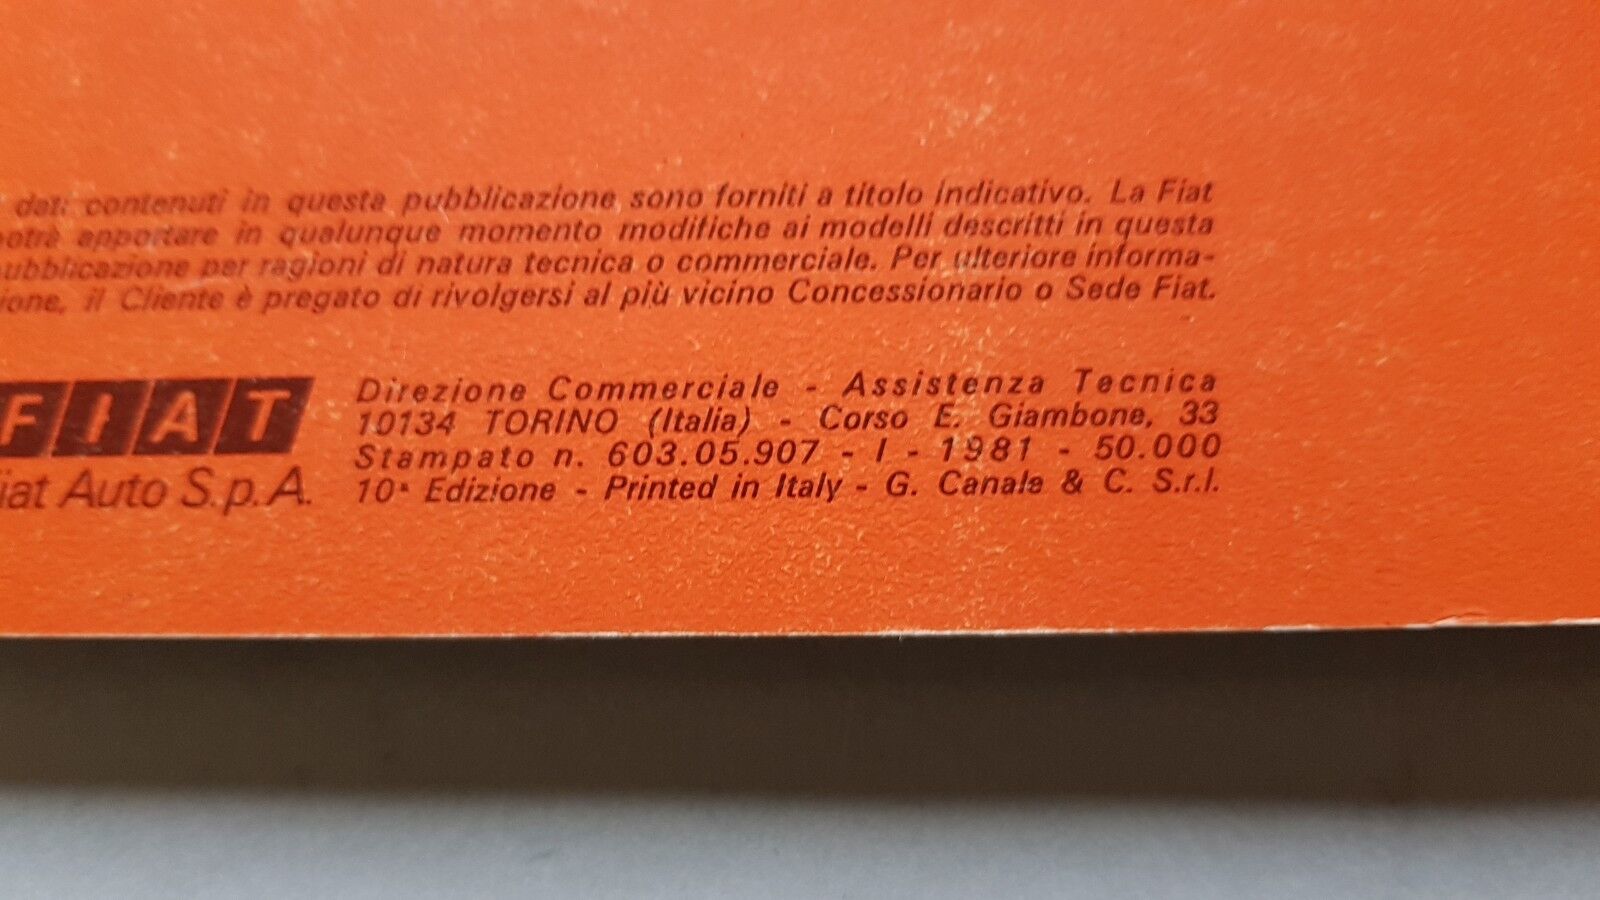 dati contenuti in questa pubblicazione sono forniti a titolo indicativo. La Fiat
potrà apportare in qualunque momento modifiche ai modelli descritti in questa
pubblicazione per ragioni di natura tecnica o commerciale. Per ulteriore informa-
zione, il Cliente è pregato di rivolgersi al più vicino Concessionario o Sede Fiat.
FIAT
Fiat Auto S.p.A.
Direzione Commerciale - Assistenza Tecnica
10134 TORINO (Italia) - Corso E. Giambone, 33
Stampato n. 603.05.907 - I - 1981 - 50.000
10ª Edizione - Printed in Italy - G. Canale & C. S.r.l.